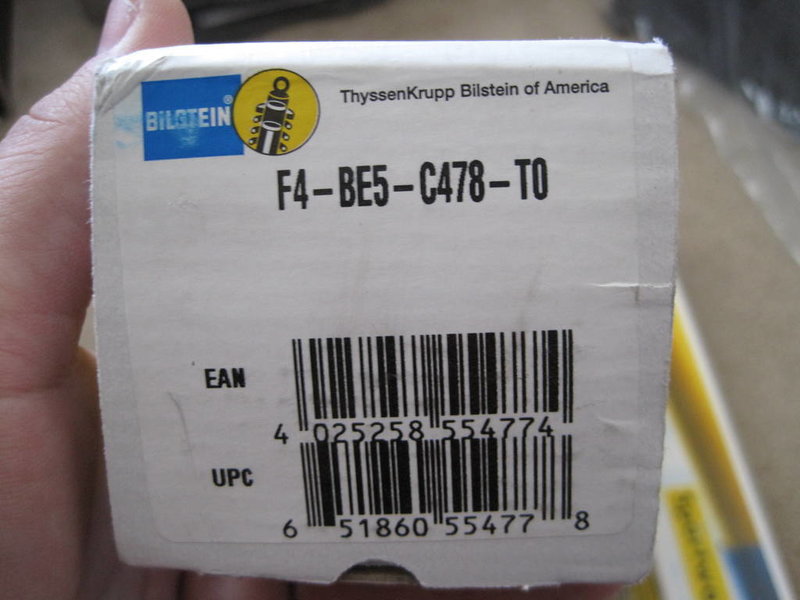 BILSTEIN®
ThyssenKrupp Bilstein of America
F4-BE5-C478-T0
EAN
4 025258 554774
UPC
6 51860 55477 8